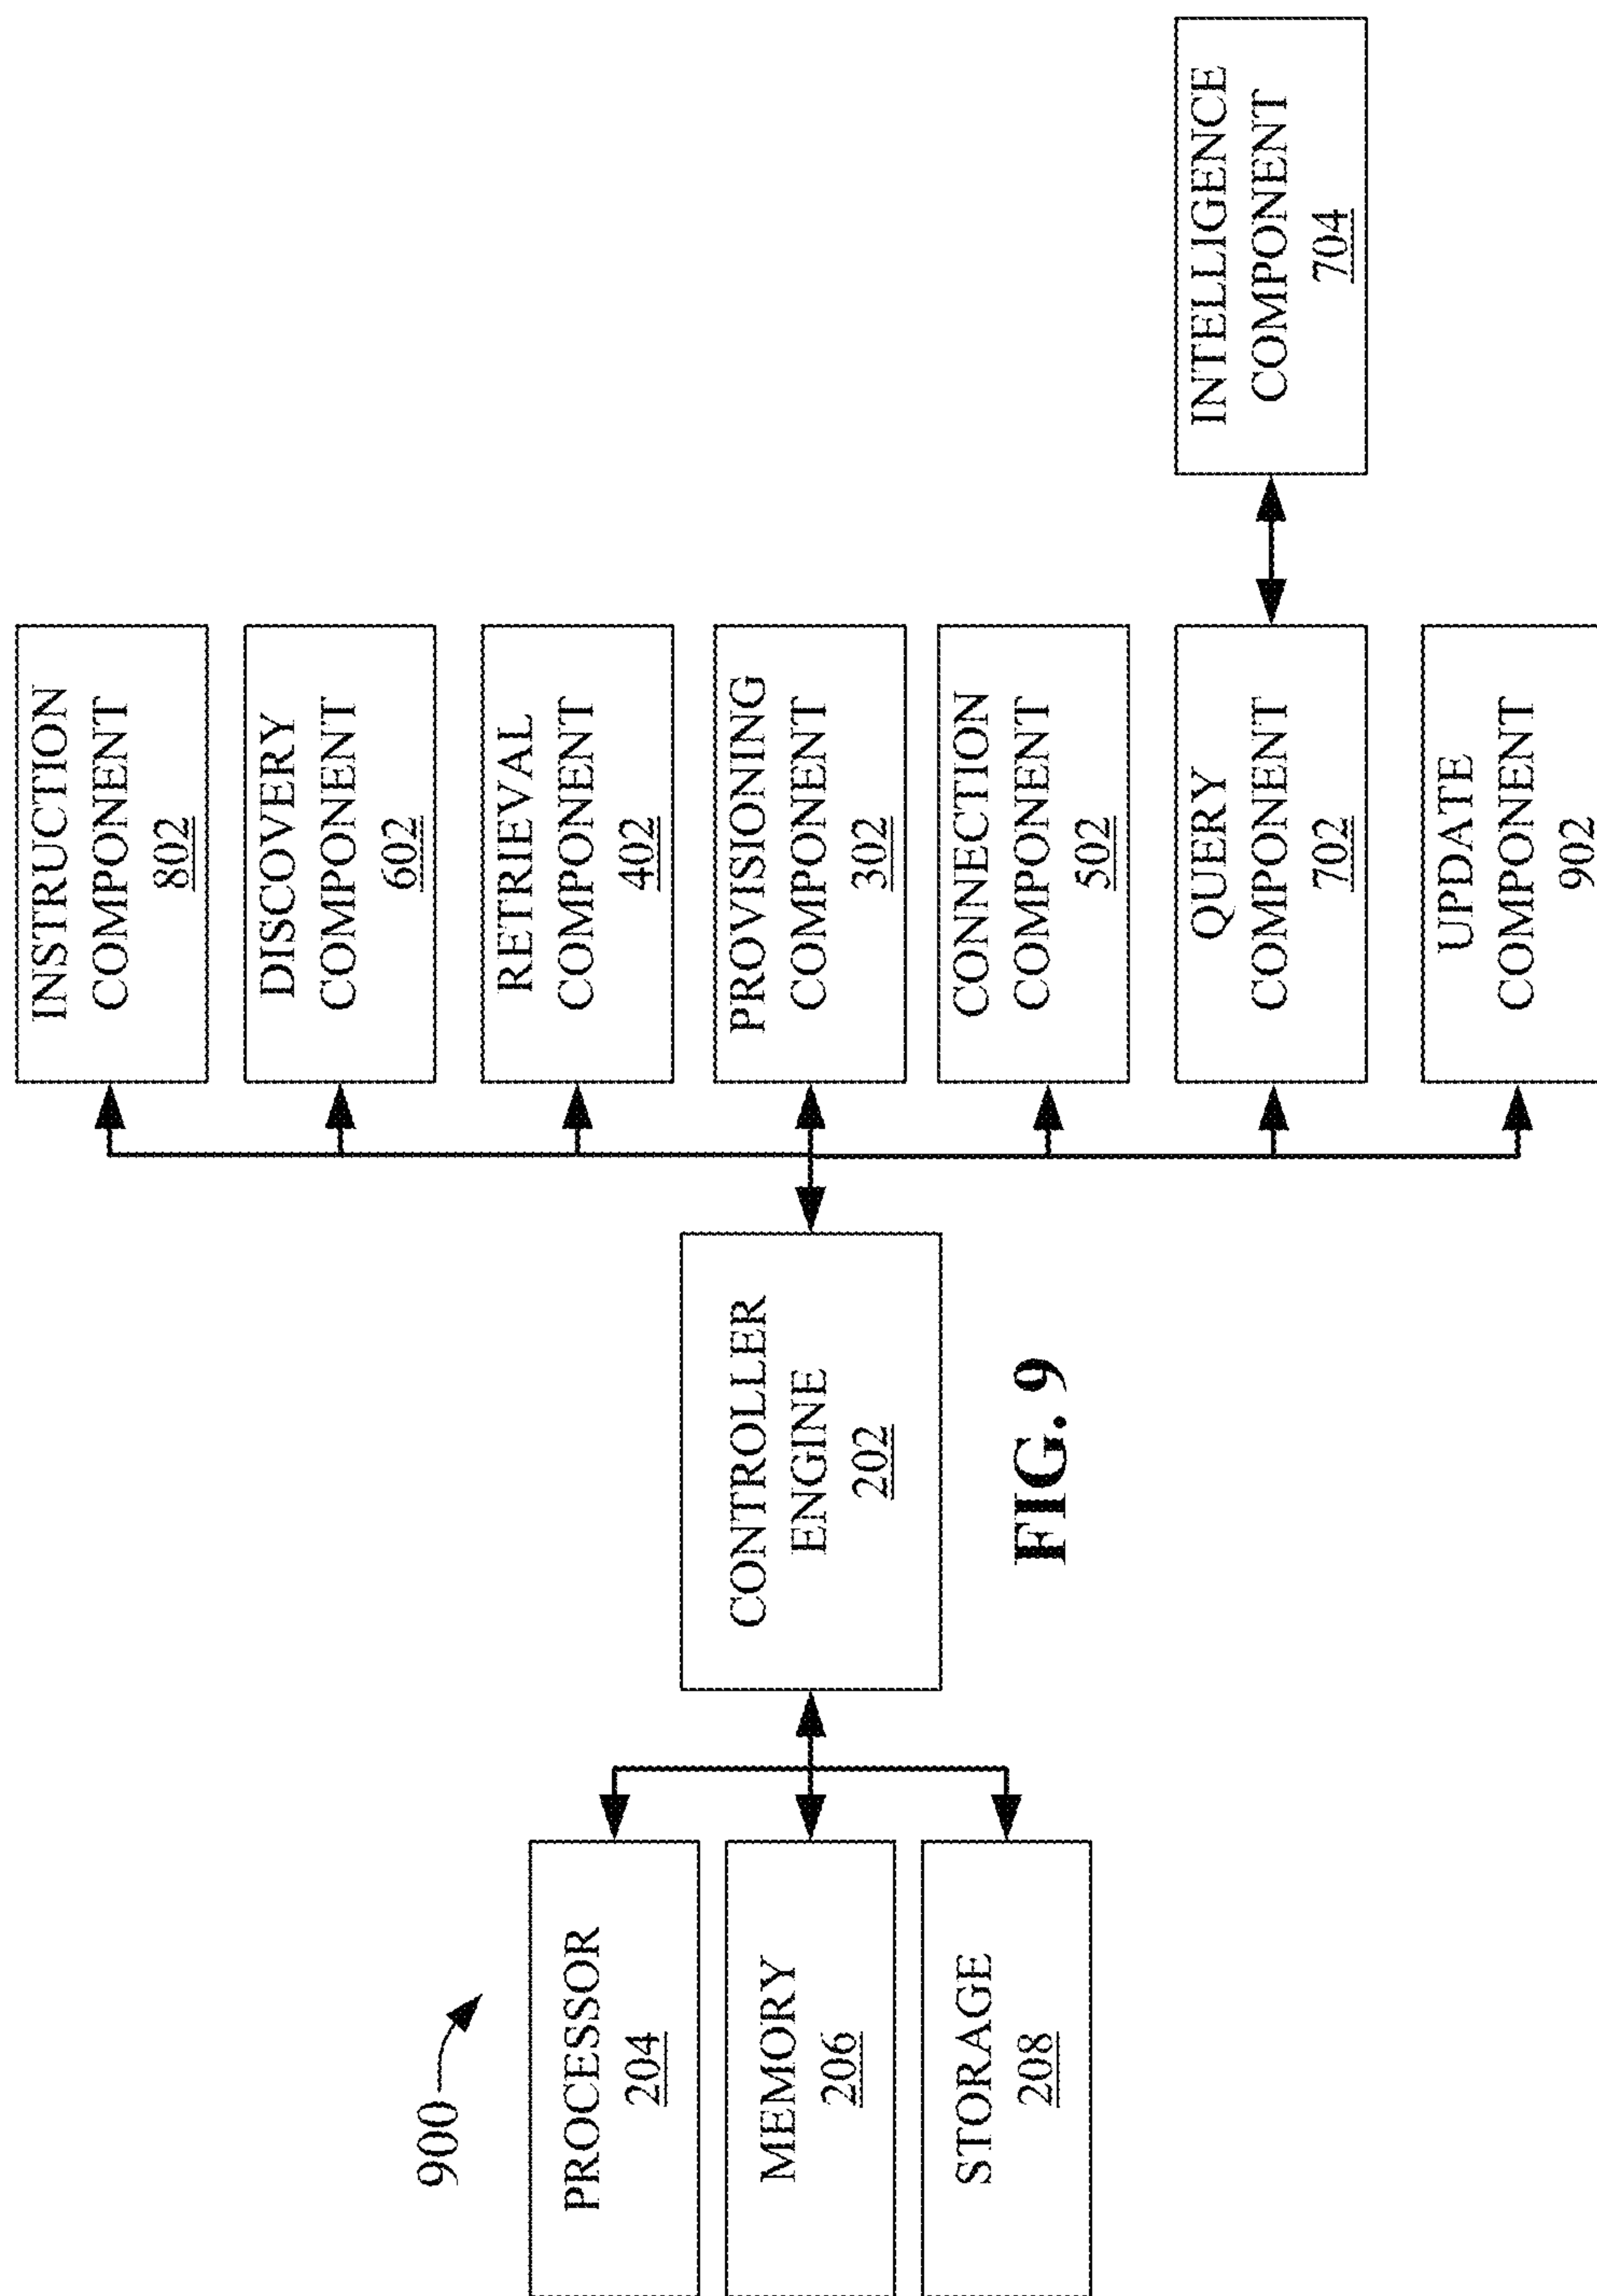 900
PROCESSOR
204
MEMORY
206
STORAGE
208
CONTROLLER
ENGINE
202
INSTRUCTION
COMPONENT
802
DISCOVERY
COMPONENT
602
RETRIEVAL
COMPONENT
402
PROVISIONING
COMPONENT
302
CONNECTION
COMPONENT
502
QUERY
COMPONENT
702
UPDATE
COMPONENT
902
INTELLIGENCE
COMPONENT
704
FIG. 9